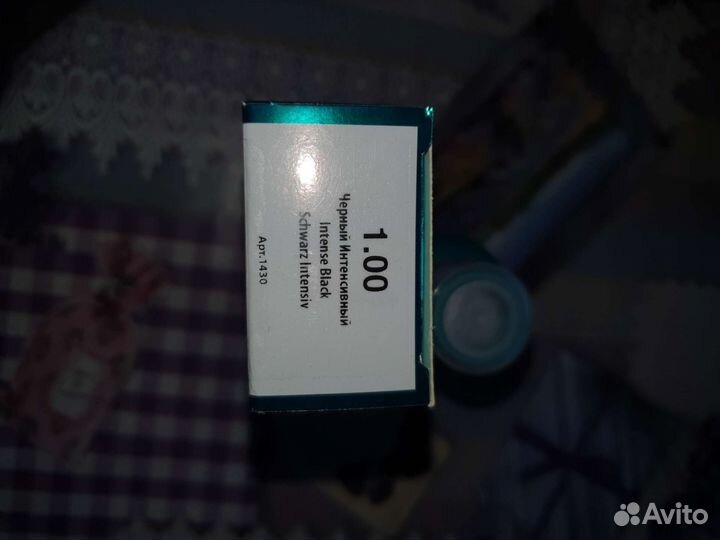 1.00
Черный Интенсивный
Intense Black
Schwarz Intensiv
Арт.1430
Avito